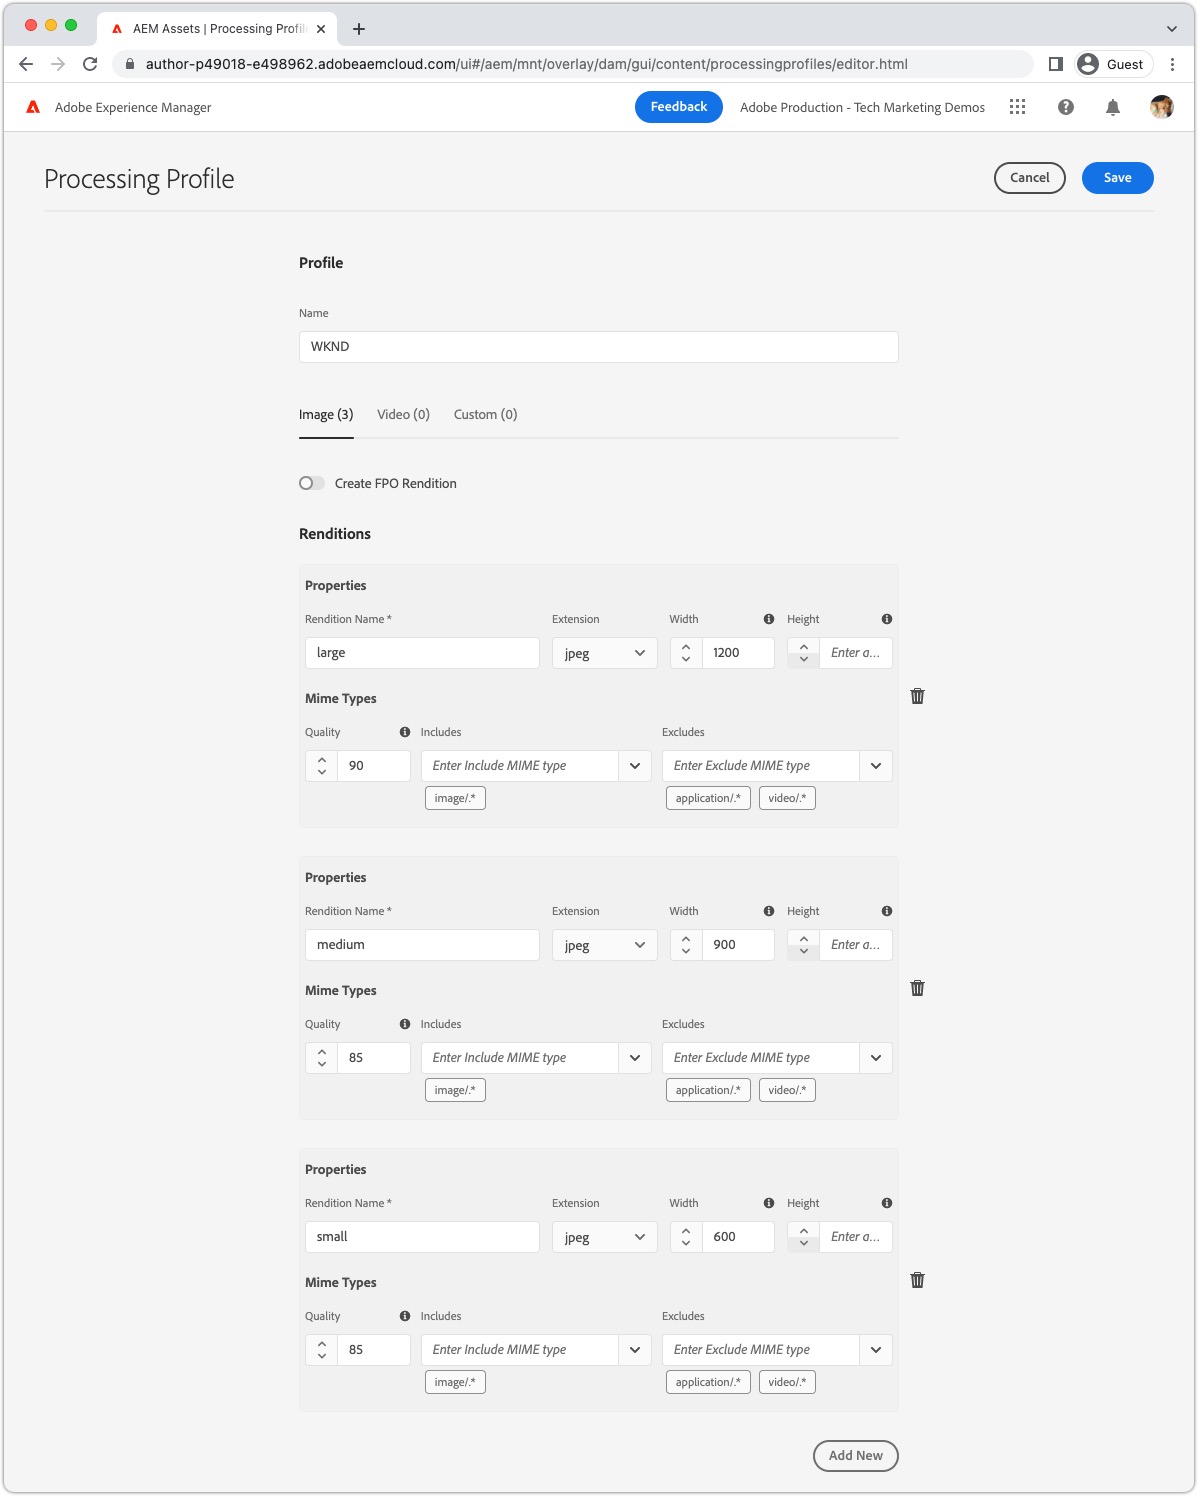 AEM Assets | Processing Profil
author-p49018-e498962.adobeaemcloud.com/ui#/aem/mnt/overlay/dam/gui/content/processingprofiles/editor.html
Guest
Adobe Experience Manager
Feedback
Adobe Production - Tech Marketing Demos
Processing Profile
Cancel
Save
Profile
Name
WKND
Image (3)
Video (0)
Custom (0)
Create FPO Rendition
Renditions
Properties
Rendition Name *
Extension
Width
Height
large
jpeg
1200
Enter a...
Mime Types
Quality
Includes
Excludes
90
Enter Include MIME type
Enter Exclude MIME type
image/.*
application/.*
video/.*
Properties
Rendition Name *
Extension
Width
Height
medium
jpeg
900
Enter a...
Mime Types
Quality
Includes
Excludes
85
Enter Include MIME type
Enter Exclude MIME type
image/.*
application/.*
video/.*
Properties
Rendition Name *
Extension
Width
Height
small
jpeg
600
Enter a...
Mime Types
Quality
Includes
Excludes
85
Enter Include MIME type
Enter Exclude MIME type
image/.*
application/.*
video/.*
Add New